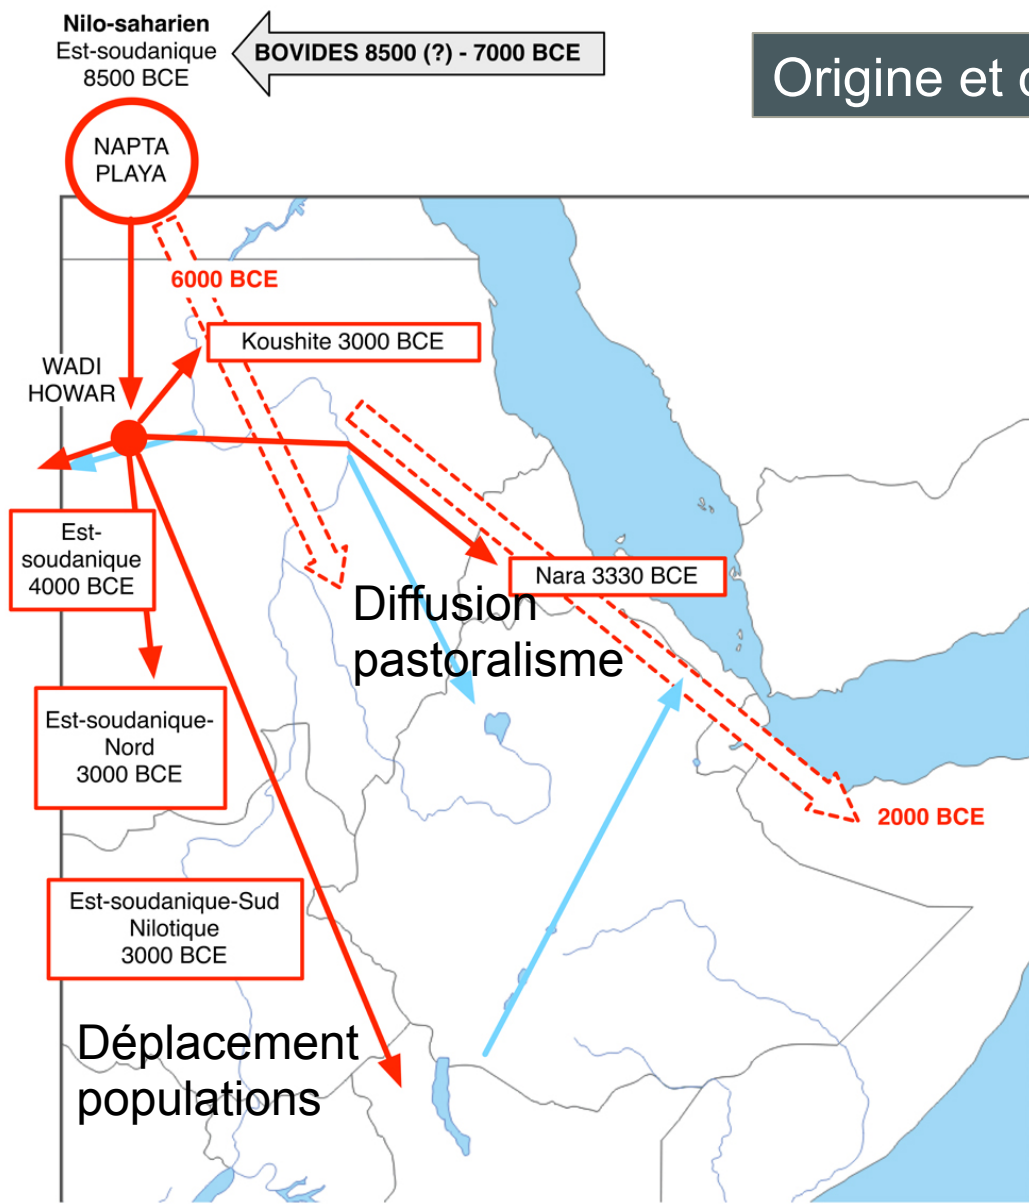 Nilo-saharien
Est-soudanique
8500 BCE
BOVIDES 8500 (?) - 7000 BCE
Origine et
NAPTA
PLAYA
6000 BCE
Koushite 3000 BCE
WADI
HOWAR
Est-
soudanique
4000 BCE
Nara 3330 BCE
Diffusion
pastoralisme
Est-soudanique-
Nord
3000 BCE
2000 BCE
Est-soudanique-Sud
Nilotique
3000 BCE
Déplacement
populations